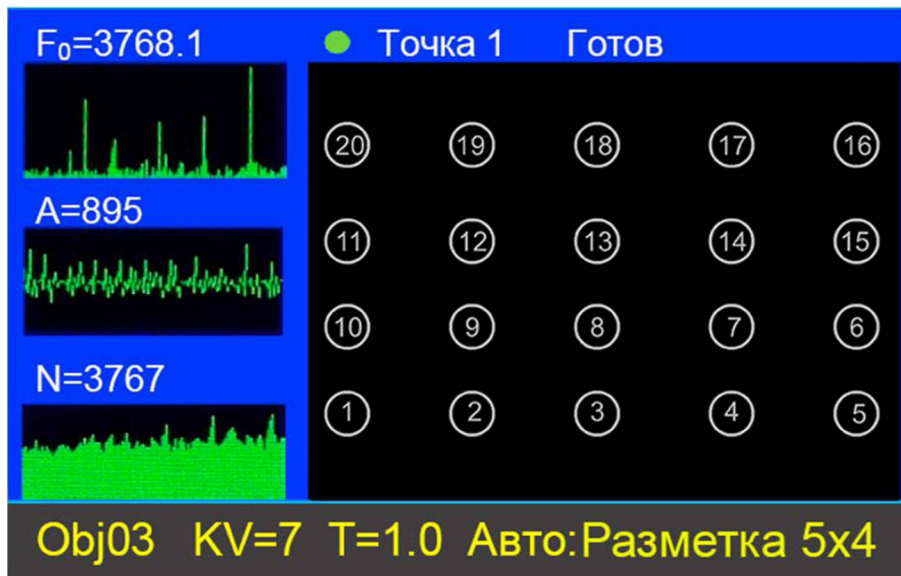 F₀=3768.1
A=895
N=3767
Точка 1 Готов
20 19 18 17 16
11 12 13 14 15
10 9 8 7 6
1 2 3 4 5
Obj03 KV=7 T=1.0 Авто:Разметка 5x4